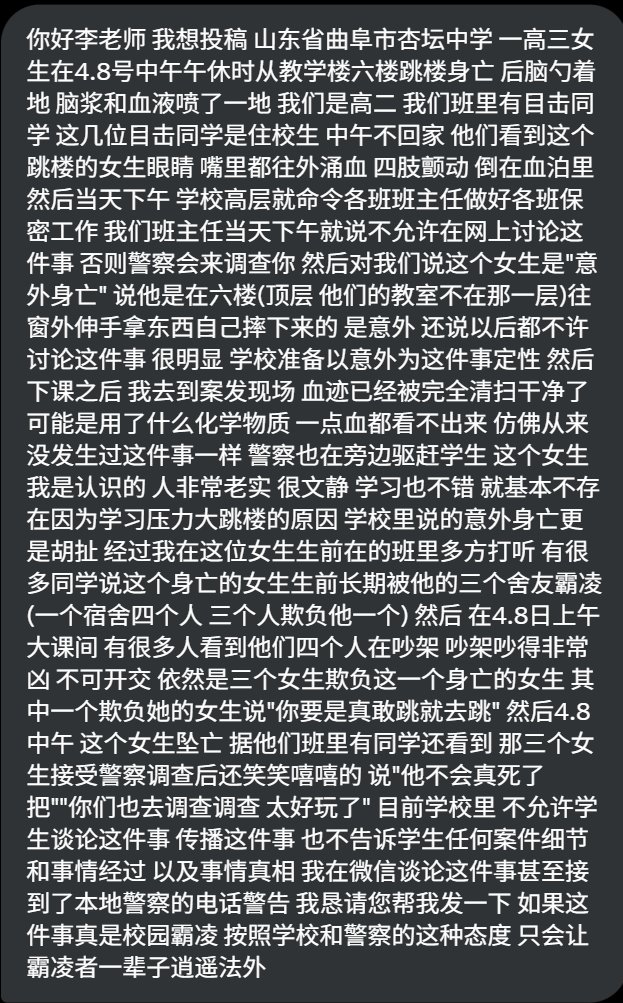 你好李老师 我想投稿 山东省曲阜市杏坛中学 一高三女
生在4.8号中午午休时从教学楼六楼跳楼身亡 后脑勺着
地 脑浆和血液喷了一地 我们是高二 我们班里有目击同
学 这几位目击同学是住校生 中午不回家 他们看到这个
跳楼的女生眼睛 嘴里都往外涌血 四肢颤动 倒在血泊里
然后当天下午 学校高层就命令各班班主任做好各班保
密工作 我们班主任当天下午就说不允许在网上讨论这
件事 否则警察会来调查你 然后对我们说这个女生是"意
外身亡" 说他是在六楼(顶层 他们的教室不在那一层)往
窗外伸手拿东西自己摔下来的 是意外 还说以后都不许
讨论这件事 很明显 学校准备以意外为这件事定性 然后
下课之后 我去到案发现场 血迹已经被完全清扫干净了
可能是用了什么化学物质 一点血都看不出来 仿佛从来
没发生过这件事一样 警察也在旁边驱赶学生 这个女生
我是认识的 人非常老实 很文静 学习也不错 就基本不存
在因为学习压力大跳楼的原因 学校里说的意外身亡更
是胡扯 经过我在这位女生生前在的班里多方打听 有很
多同学说这个身亡的女生生前长期被他的三个舍友霸凌
(一个宿舍四个人 三个人欺负他一个) 然后 在4.8日上午
大课间 有很多人看到他们四个人在吵架 吵架吵得非常
凶 不可开交 依然是三个女生欺负这一个身亡的女生 其
中一个欺负她的女生说"你要是真敢跳就去跳" 然后4.8
中午 这个女生坠亡 据他们班里有同学还看到 那三个女
生接受警察调查后还笑笑嘻嘻的 说"他不会真死了
把""你们也去调查调查 太好玩了" 目前学校里 不允许学
生谈论这件事 传播这件事 也不告诉学生任何案件细节
和事情经过 以及事情真相 我在微信谈论这件事甚至接
到了本地警察的电话警告 我恳请您帮我发一下 如果这
件事真是校园霸凌 按照学校和警察的这种态度 只会让
霸凌者一辈子逍遥法外